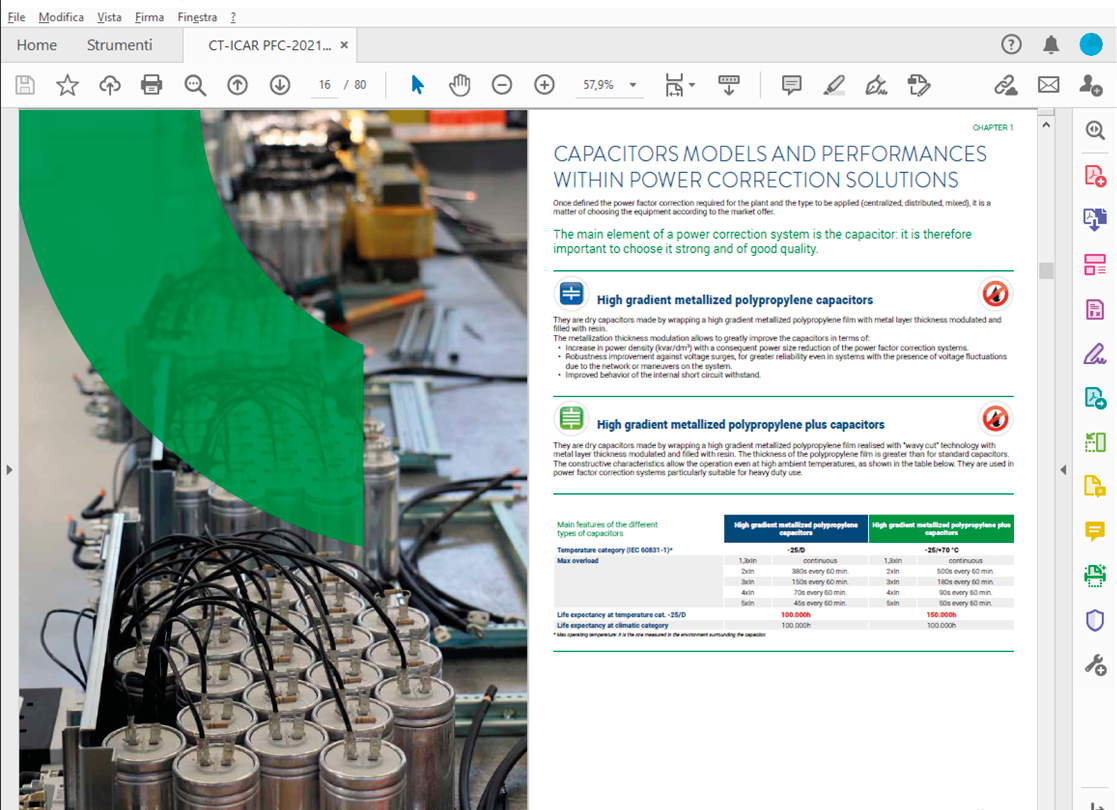 File Modifica Vista Firma Finestra ?
Home Strumenti CT-ICAR PFC-2021... ×
16 / 80 57,9%
CHAPTER 1
CAPACITORS MODELS AND PERFORMANCES
WITHIN POWER CORRECTION SOLUTIONS
Once defined the power factor correction required for the plant and the type to be applied (centralized, distributed, mixed), it is a
matter of choosing the equipment according to the market offer.
The main element of a power correction system is the capacitor: it is therefore
important to choose it strong and of good quality.
High gradient metallized polypropylene capacitors
They are dry capacitors made by wrapping a high gradient metallized polypropylene film with metal layer thickness modulated and
filled with resin.
The metallization thickness modulation allows to greatly improve the capacitors in terms of:
• Increase in power density (kvar/dm³) with a consequent power size reduction of the power factor correction systems.
• Robustness improvement against voltage surges, for greater reliability even in systems with the presence of voltage fluctuations
due to the network or maneuvers on the system.
• Improved behavior of the internal short circuit withstand.
High gradient metallized polypropylene plus capacitors
They are dry capacitors made by wrapping a high gradient metallized polypropylene film realised with "wavy cut" technology with
metal layer thickness modulated and filled with resin. The thickness of the polypropylene film is greater than for standard capacitors.
The constructive characteristics allow the operation even at high ambient temperatures, as shown in the table below. They are used in
power factor correction systems particularly suitable for heavy duty use.
Main features of the different
types of capacitors
High gradient metallized polypropylene
capacitors
High gradient metallized polypropylene plus
capacitors
Temperature category (IEC 60831-1)* -25/D -25/+70 °C
Max overload 1,3xIn continuous 1,3xIn continuous
2xIn 380s every 60 min. 2xIn 500s every 60 min.
3xIn 150s every 60 min. 3xIn 180s every 60 min.
4xIn 70s every 60 min. 4xIn 90s every 60 min.
5xIn 45s every 60 min. 5xIn 50s every 60 min.
Life expectancy at temperature cat. -25/D 100.000h 150.000h
Life expectancy at climatic category 100.000h 100.000h
* Max operating temperature: it is the one measured in the environment surrounding the capacitor.